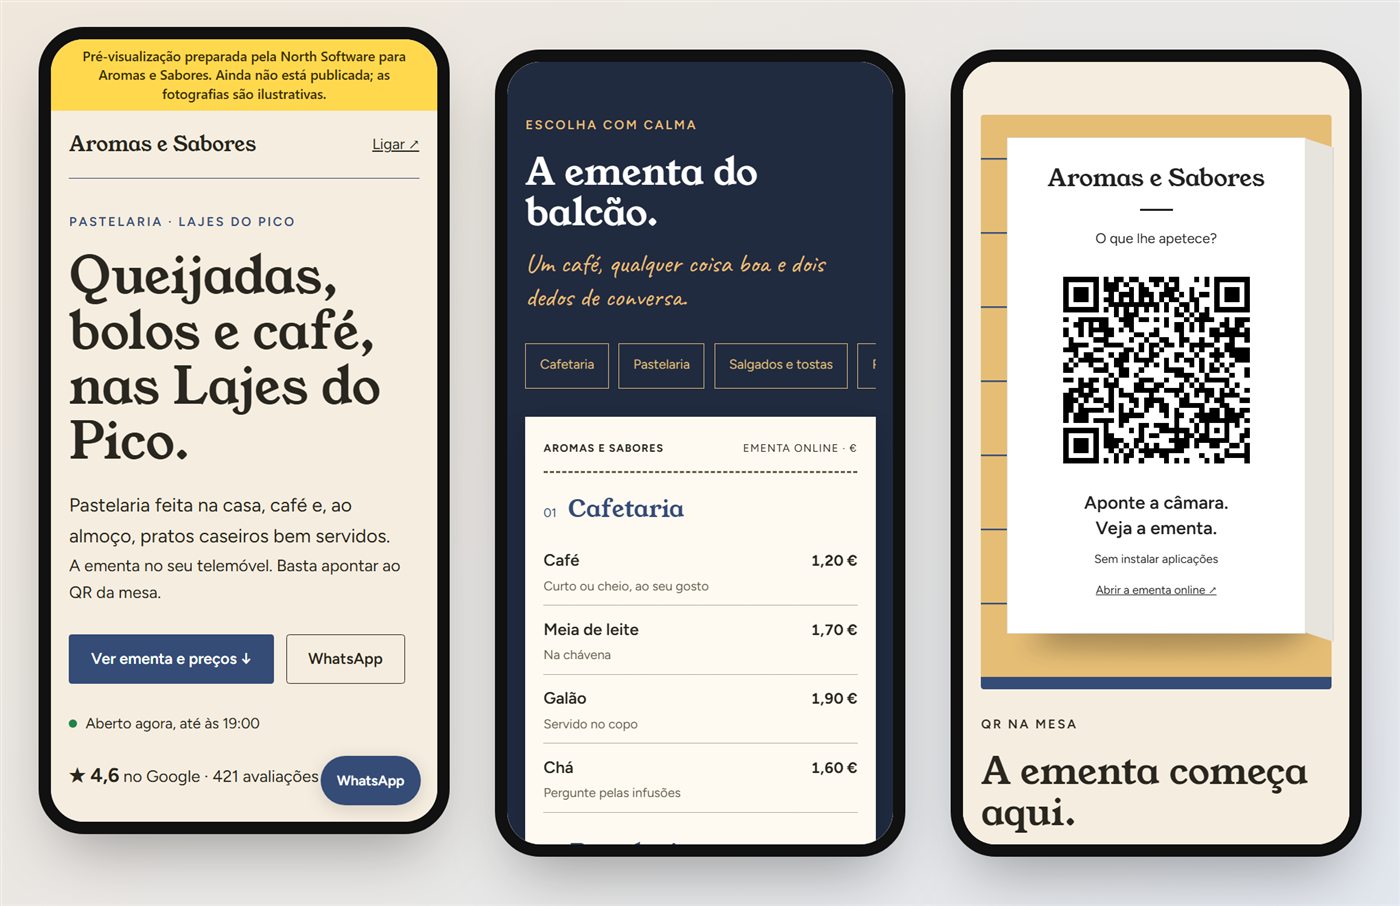 Pré-visualização preparada pela North Software para
Aromas e Sabores. Ainda não está publicada; as
fotografias são ilustrativas.
Aromas e Sabores
Ligar ↗
PASTELARIA · LAJES DO PICO
Queijadas,
bolos e café,
nas Lajes do
Pico.
Pastelaria feita na casa, café e, ao
almoço, pratos caseiros bem servidos.
A ementa no seu telemóvel. Basta apontar ao
QR da mesa.
Ver ementa e preços ↓
WhatsApp
Aberto agora, até às 19:00
★ 4,6 no Google · 421 avaliações
WhatsApp
ESCOLHA COM CALMA
A ementa do
balcão.
Um café, qualquer coisa boa e dois
dedos de conversa.
Cafetaria
Pastelaria
Salgados e tostas
AROMAS E SABORES
EMENTA ONLINE · €
01 Cafetaria
Café 1,20 €
Curto ou cheio, ao seu gosto
Meia de leite 1,70 €
Na chávena
Galão 1,90 €
Servido no copo
Chá 1,60 €
Pergunte pelas infusões
Aromas e Sabores
O que lhe apetece?
Aponte a câmara.
Veja a ementa.
Sem instalar aplicações
Abrir a ementa online ↗
QR NA MESA
A ementa começa
aqui.